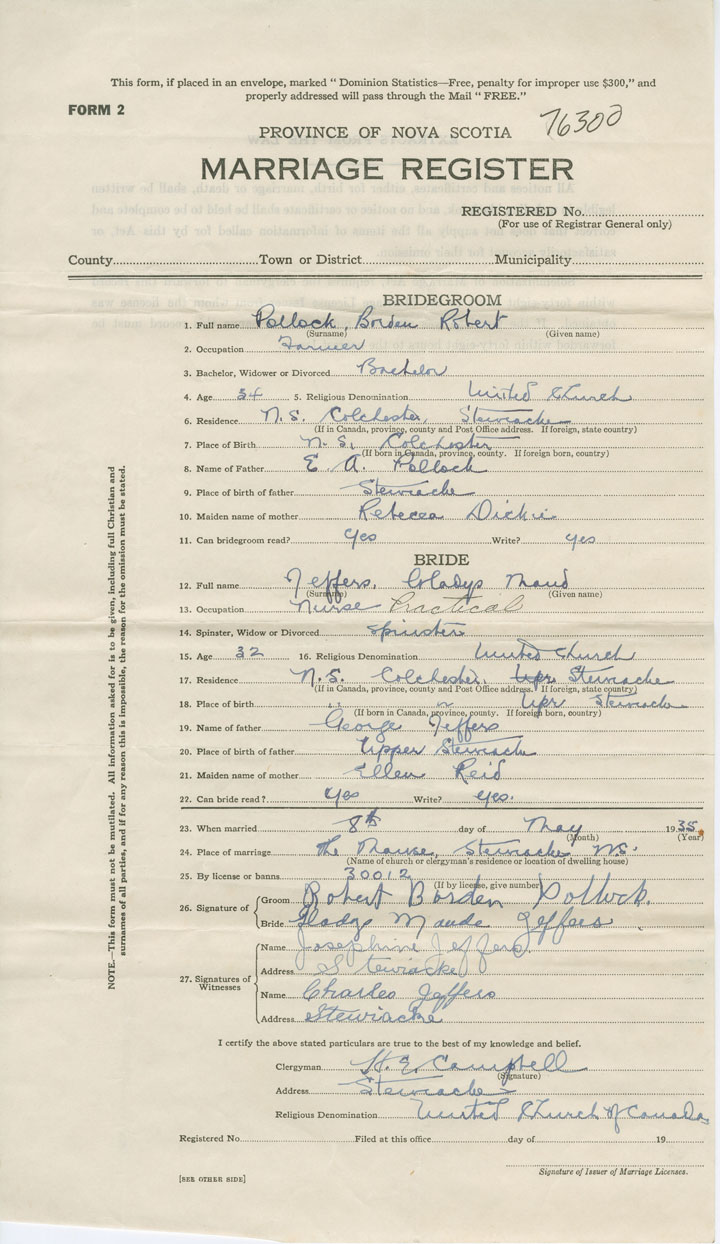 This form, if placed in an envelope, marked "Dominion Statistics—Free, penalty for improper use $300," and
properly addressed will pass through the Mail "FREE."
FORM 2
76300
PROVINCE OF NOVA SCOTIA
MARRIAGE REGISTER
REGISTERED No.
(For use of Registrar General only)
County Town or District Municipality
BRIDEGROOM
1. Full name Pollock, Borden Robert
(Surname) (Given name)
2. Occupation Farmer
3. Bachelor, Widower or Divorced Bachelor
4. Age 34 5. Religious Denomination United Church
6. Residence N.S. Colchester, Stewiacke
(If in Canada, province, county and Post Office address. If foreign, state country)
7. Place of Birth N.S. Colchester
(If born in Canada, province, county. If foreign born, country)
8. Name of Father E A. Pollock
9. Place of birth of father Stewiacke
10. Maiden name of mother Rebecca Dickie
11. Can bridegroom read? Yes Write? yes
BRIDE
12. Full name Jeffers, Gladys Maud
(Surname) (Given name)
13. Occupation Nurse Practical
14. Spinster, Widow or Divorced Spinster
15. Age 32 16. Religious Denomination United Church
17. Residence N.S. Colchester, Upr Stewiacke
(If in Canada, province, county and Post Office address. If foreign, state country)
18. Place of birth " " Upr Stewiacke
(If born in Canada, province, county. If foreign born, country)
19. Name of father George Jeffers
20. Place of birth of father Upper Stewiacke
21. Maiden name of mother Ellen Reid
22. Can bride read? Yes Write? Yes.
23. When married 8th day of May 1935
(Month) (Year)
24. Place of marriage The Manse, Stewiacke NS.
(Name of church or clergyman's residence or location of dwelling house)
25. By license or banns 30012
(If by license, give number)
26. Signature of Groom Robert Borden Pollock.
Bride Gladys Maude Jeffers
27. Signatures of Witnesses Name Josephine Jeffers.
Address Stewiacke
Name Charles Jeffers
Address Stewiacke
I certify the above stated particulars are true to the best of my knowledge and belief.
Clergyman H. E. Campbell
(Signature)
Address Stewiacke
Religious Denomination United Church of Canada
Registered No. Filed at this office day of 19
Signature of Issuer of Marriage Licenses.
[SEE OTHER SIDE]
NOTE.—This form must not be mutilated. All information asked for is to be given, including full Christian and
surnames of all parties, and if for any reason this is impossible, the reason for the omission must be stated.